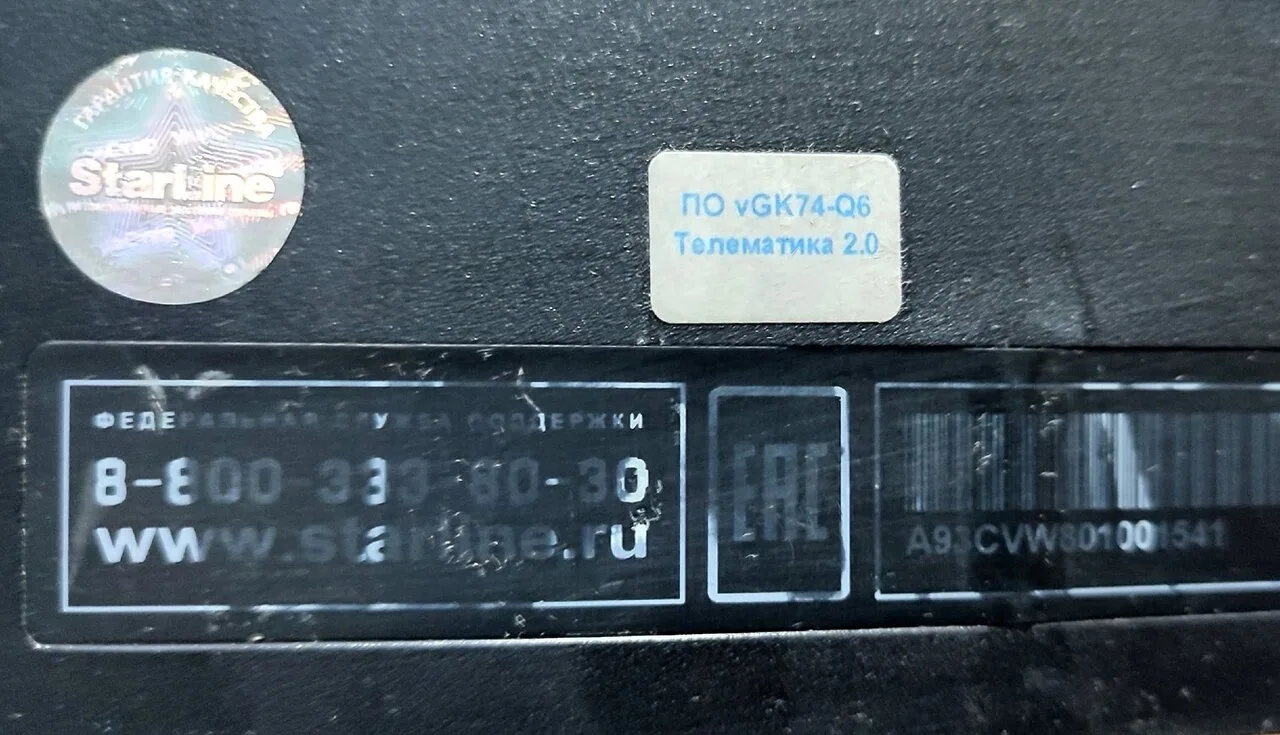 ГАРАНТИЯ КАЧЕСТВА
StarLine
ПО vGK74-Q6
Телематика 2.0
ФЕДЕРАЛЬНАЯ СЛУЖБА ПОДДЕРЖКИ
8-800-333-80-30
www.starline.ru
EAC
A93CVW801001541